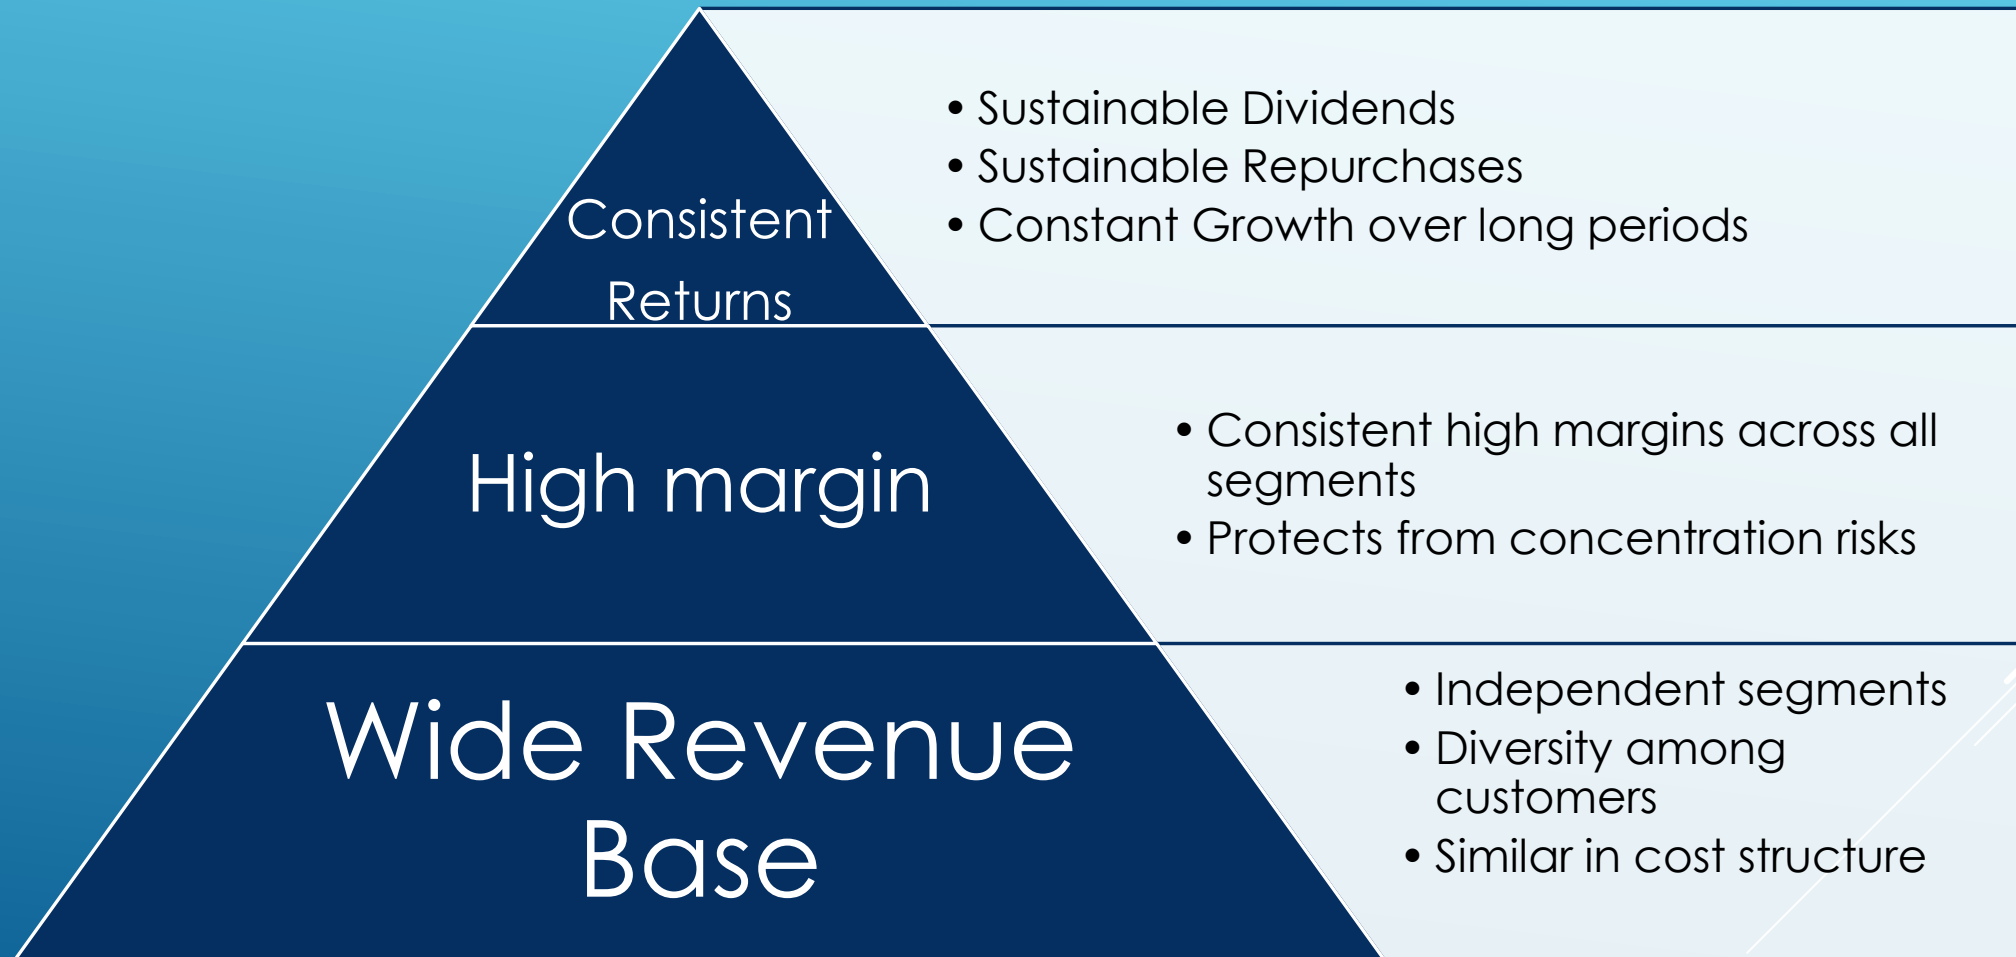 Consistent
Returns
• Sustainable Dividends
• Sustainable Repurchases
• Constant Growth over long periods
High margin
• Consistent high margins across all
segments
• Protects from concentration risks
Wide Revenue
Base
• Independent segments
• Diversity among
customers
• Similar in cost structure